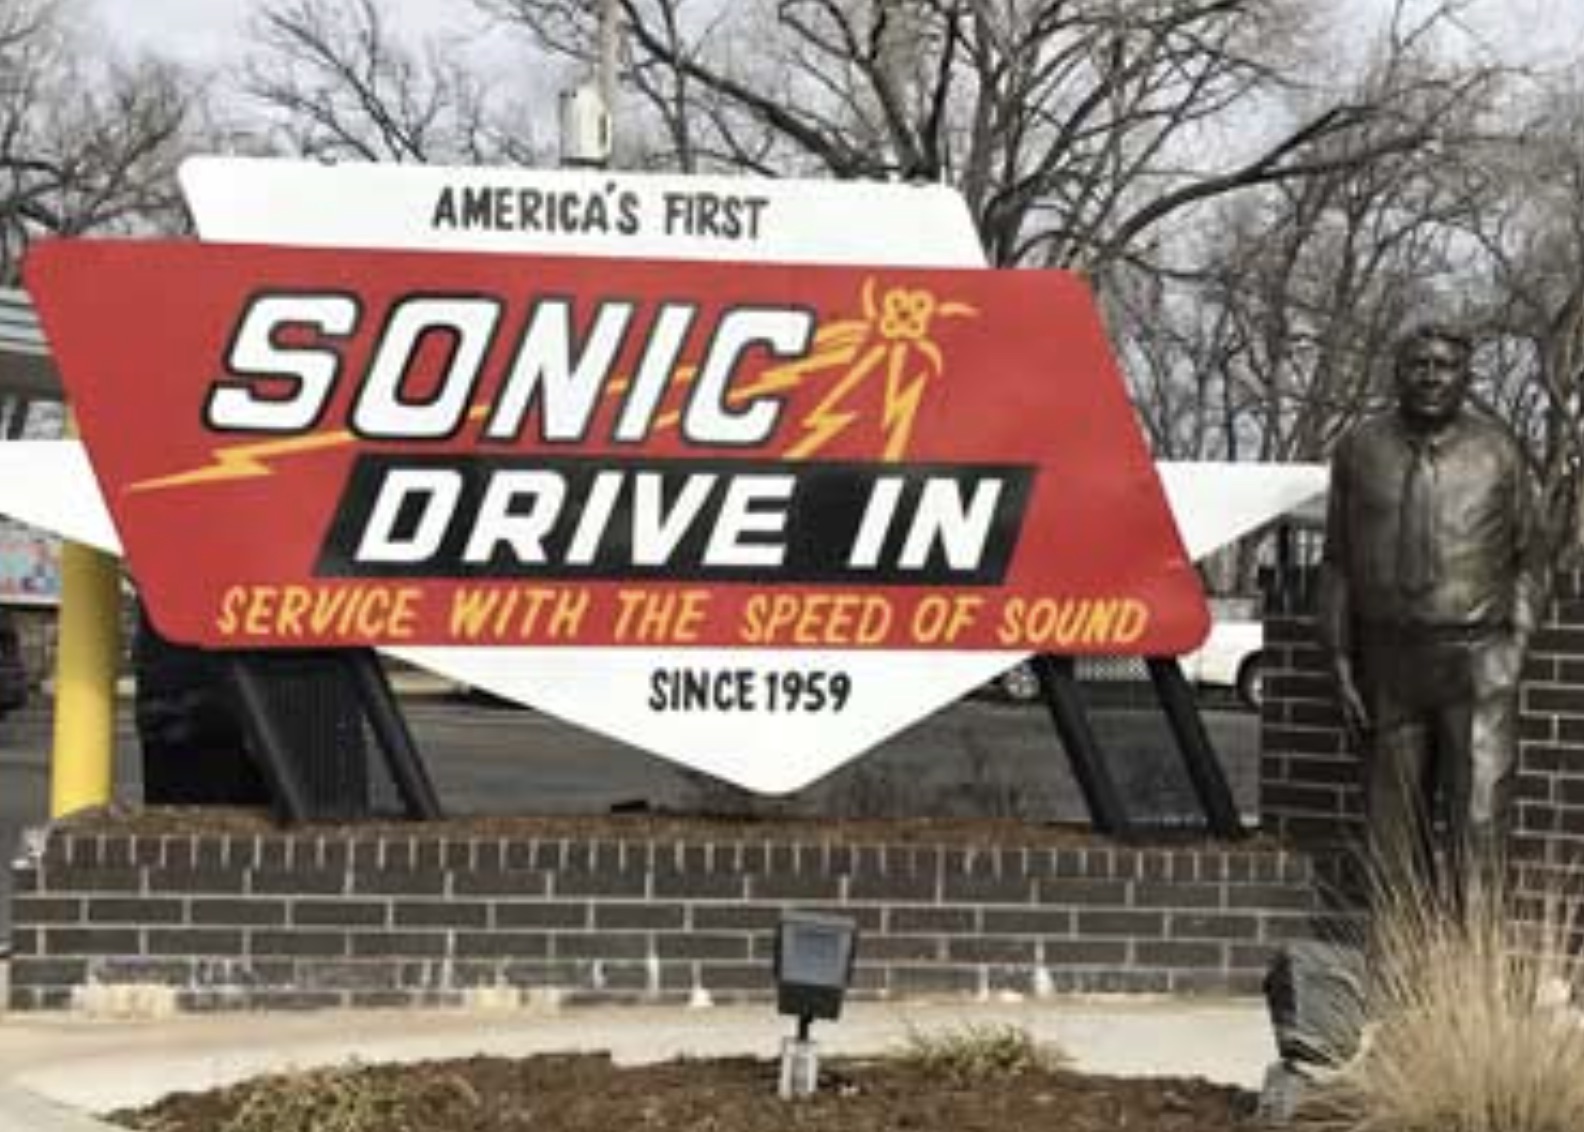 AMERICA'S FIRST
SONIC
DRIVE IN
SERVICE WITH THE SPEED OF SOUND
SINCE 1959